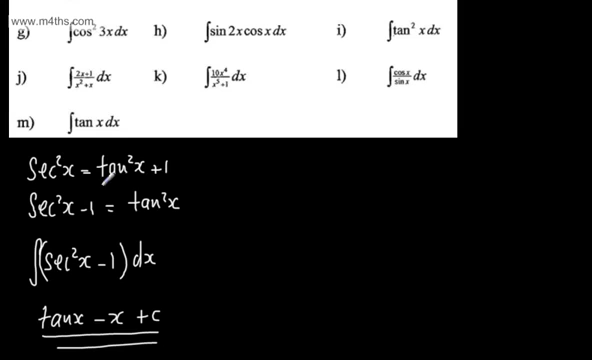 www.m4ths.com
g) ∫cos² 3x dx h) ∫sin 2x cos x dx i) ∫tan² x dx
j) ∫(2x+1)/(x²+x) dx k) ∫10x⁴/(x⁵+1) dx l) ∫cos x/sin x dx
m) ∫tan x dx
Sec²x = tan²x + 1
Sec²x - 1 = tan²x
∫(sec²x - 1) dx
tanx - x + c